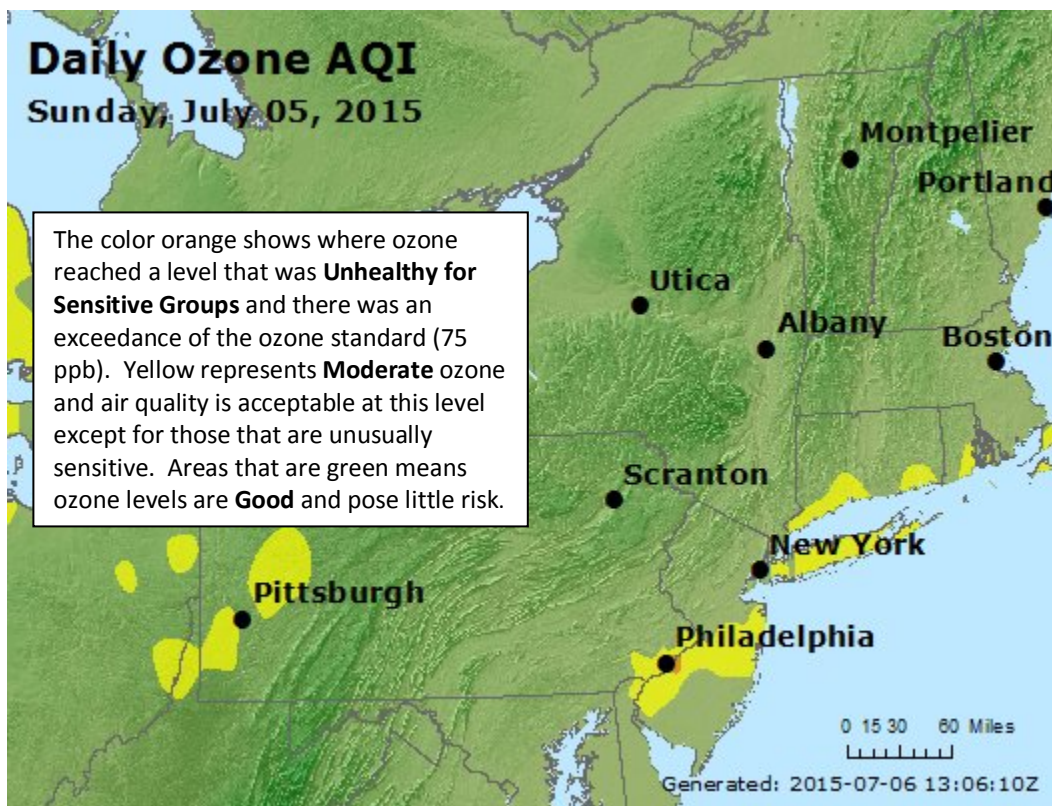 Daily Ozone AQI
Sunday, July 05, 2015
Montpelier
Portland
The color orange shows where ozone
reached a level that was Unhealthy for
Sensitive Groups and there was an
exceedance of the ozone standard (75
ppb). Yellow represents Moderate ozone
and air quality is acceptable at this level
except for those that are unusually
sensitive. Areas that are green means
ozone levels are Good and pose little risk.
Utica
Albany
Boston
Scranton
New York
Pittsburgh
Philadelphia
0 15 30 60 Miles
Generated: 2015-07-06 13:06:10Z